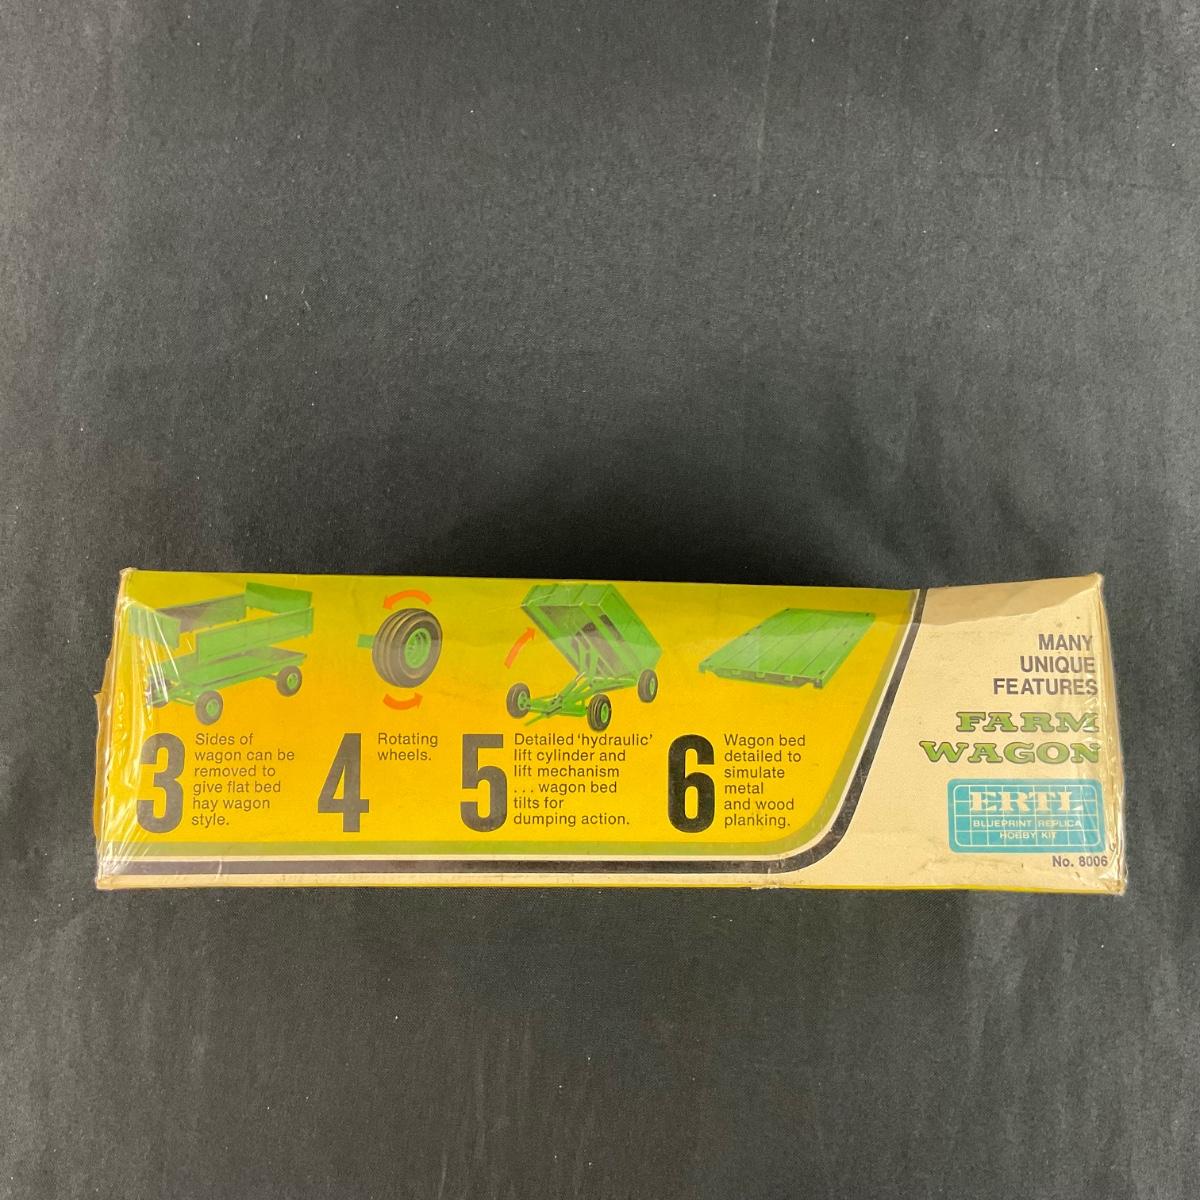 3
Sides of
wagon can be
removed to
give flat bed
hay wagon
style.
4
Rotating
wheels.
5
Detailed 'hydraulic'
lift cylinder and
lift mechanism
. . . wagon bed
tilts for
dumping action.
6
Wagon bed
detailed to
simulate
metal
and wood
planking.
MANY
UNIQUE
FEATURES
FARM
WAGON
ERTL
BLUEPRINT REPLICA
HOBBY KIT
No. 8006